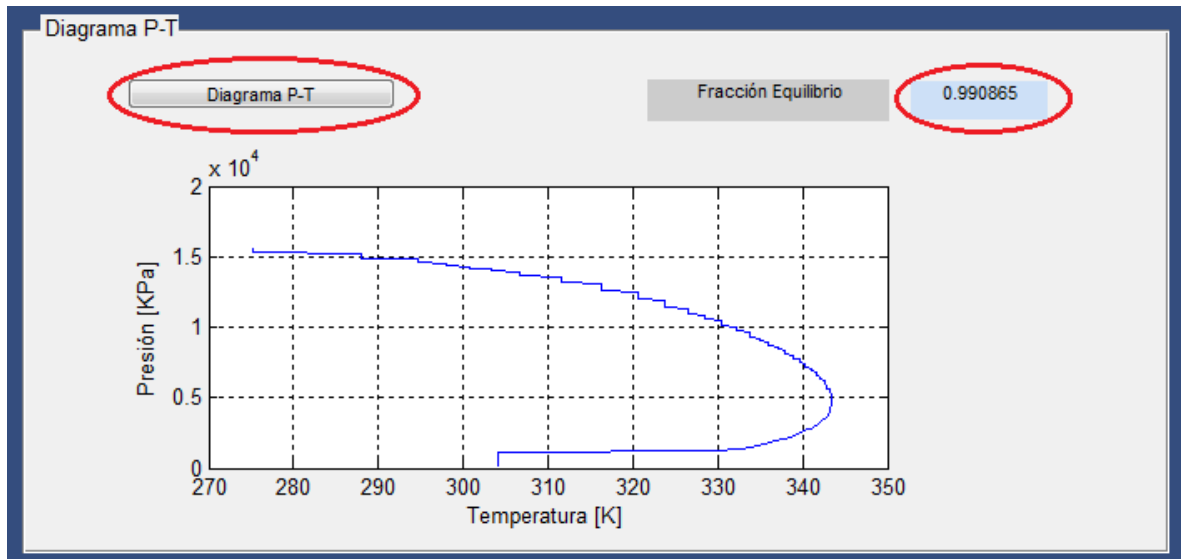 Diagrama P-T
Diagrama P-T
Fracción Equilibrio
0.990865
x 10^4
2
1.5
1
0.5
0
Presión [KPa]
270 280 290 300 310 320 330 340 350
Temperatura [K]